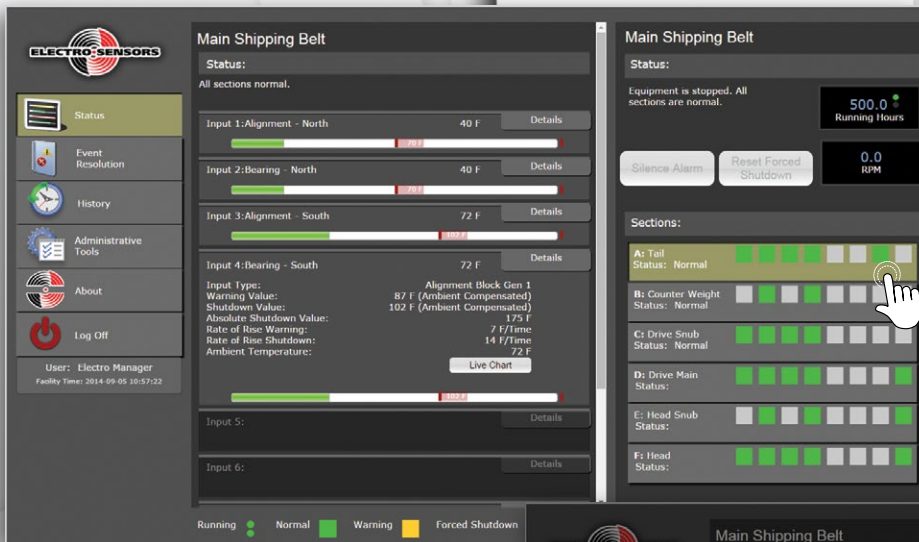 ELECTRO-SENSORS
Status
Event
Resolution
History
Administrative
Tools
About
Log Off
User: Electro Manager
Facility Time: 2014-09-05 10:57:22
Main Shipping Belt
Status:
All sections normal.
Input 1:Alignment - North 40 F Details
70 F
Input 2:Bearing - North 40 F Details
70 F
Input 3:Alignment - South 72 F Details
102 F
Input 4:Bearing - South 72 F Details
Input Type: Alignment Block Gen 1
Warning Value: 87 F (Ambient Compensated)
Shutdown Value: 102 F (Ambient Compensated)
Absolute Shutdown Value: 175 F
Rate of Rise Warning: 7 F/Time
Rate of Rise Shutdown: 14 F/Time
Ambient Temperature: 72 F
Live Chart
102 F
Input 5: Details
Input 6: Details
Running Normal Warning Forced Shutdown
Main Shipping Belt
Status:
Equipment is stopped. All
sections are normal.
500.0
Running Hours
Silence Alarm
Reset Forced
Shutdown
0.0
RPM
Sections:
A: Tail
Status: Normal
B: Counter Weight
Status: Normal
C: Drive Snub
Status: Normal
D: Drive Main
Status:
E: Head Snub
Status:
F: Head
Status:
Main Shipping Belt